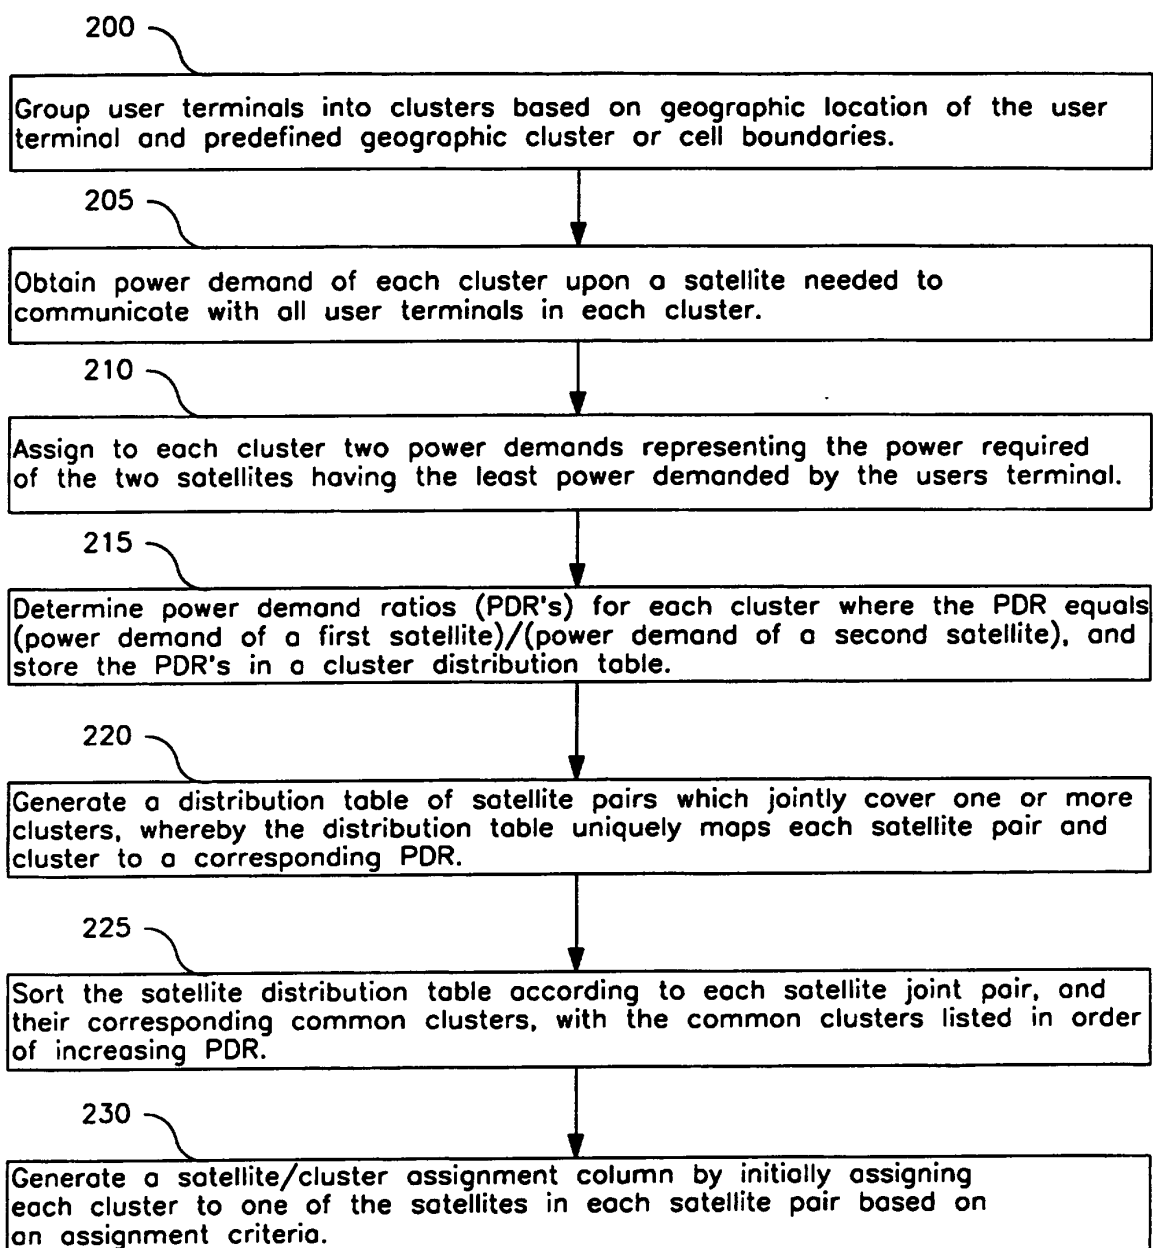 200
Group user terminals into clusters based on geographic location of the user
terminal and predefined geographic cluster or cell boundaries.
205
Obtain power demand of each cluster upon a satellite needed to
communicate with all user terminals in each cluster.
210
Assign to each cluster two power demands representing the power required
of the two satellites having the least power demanded by the users terminal.
215
Determine power demand ratios (PDR's) for each cluster where the PDR equals
(power demand of a first satellite)/(power demand of a second satellite), and
store the PDR's in a cluster distribution table.
220
Generate a distribution table of satellite pairs which jointly cover one or more
clusters, whereby the distribution table uniquely maps each satellite pair and
cluster to a corresponding PDR.
225
Sort the satellite distribution table according to each satellite joint pair, and
their corresponding common clusters, with the common clusters listed in order
of increasing PDR.
230
Generate a satellite/cluster assignment column by initially assigning
each cluster to one of the satellites in each satellite pair based on
an assignment criteria.